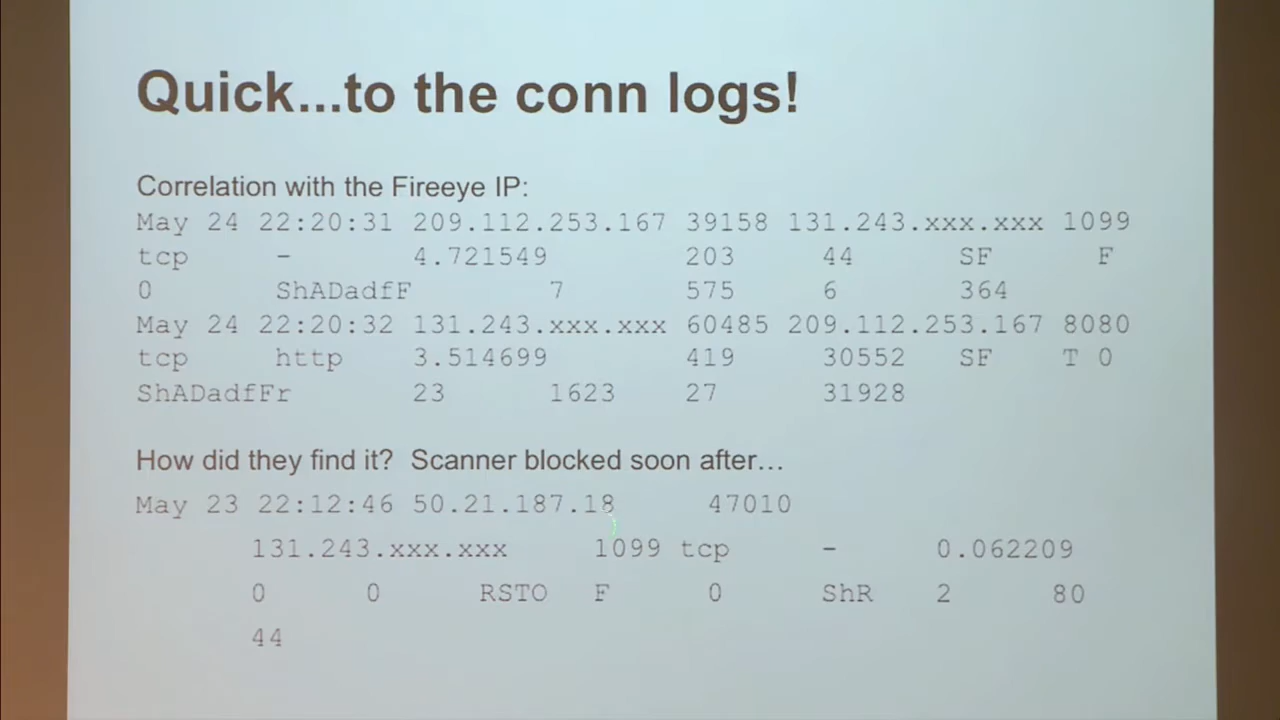 Quick...to the conn logs!
Correlation with the Fireeye IP:
May 24 22:20:31 209.112.253.167 39158 131.243.xxx.xxx 1099
tcp - 4.721549 203 44 SF F
0 ShADadfF 7 575 6 364
May 24 22:20:32 131.243.xxx.xxx 60485 209.112.253.167 8080
tcp http 3.514699 419 30552 SF T 0
ShADadfFr 23 1623 27 31928
How did they find it? Scanner blocked soon after…
May 23 22:12:46 50.21.187.18 47010
131.243.xxx.xxx 1099 tcp - 0.062209
0 0 RSTO F 0 ShR 2 80
44